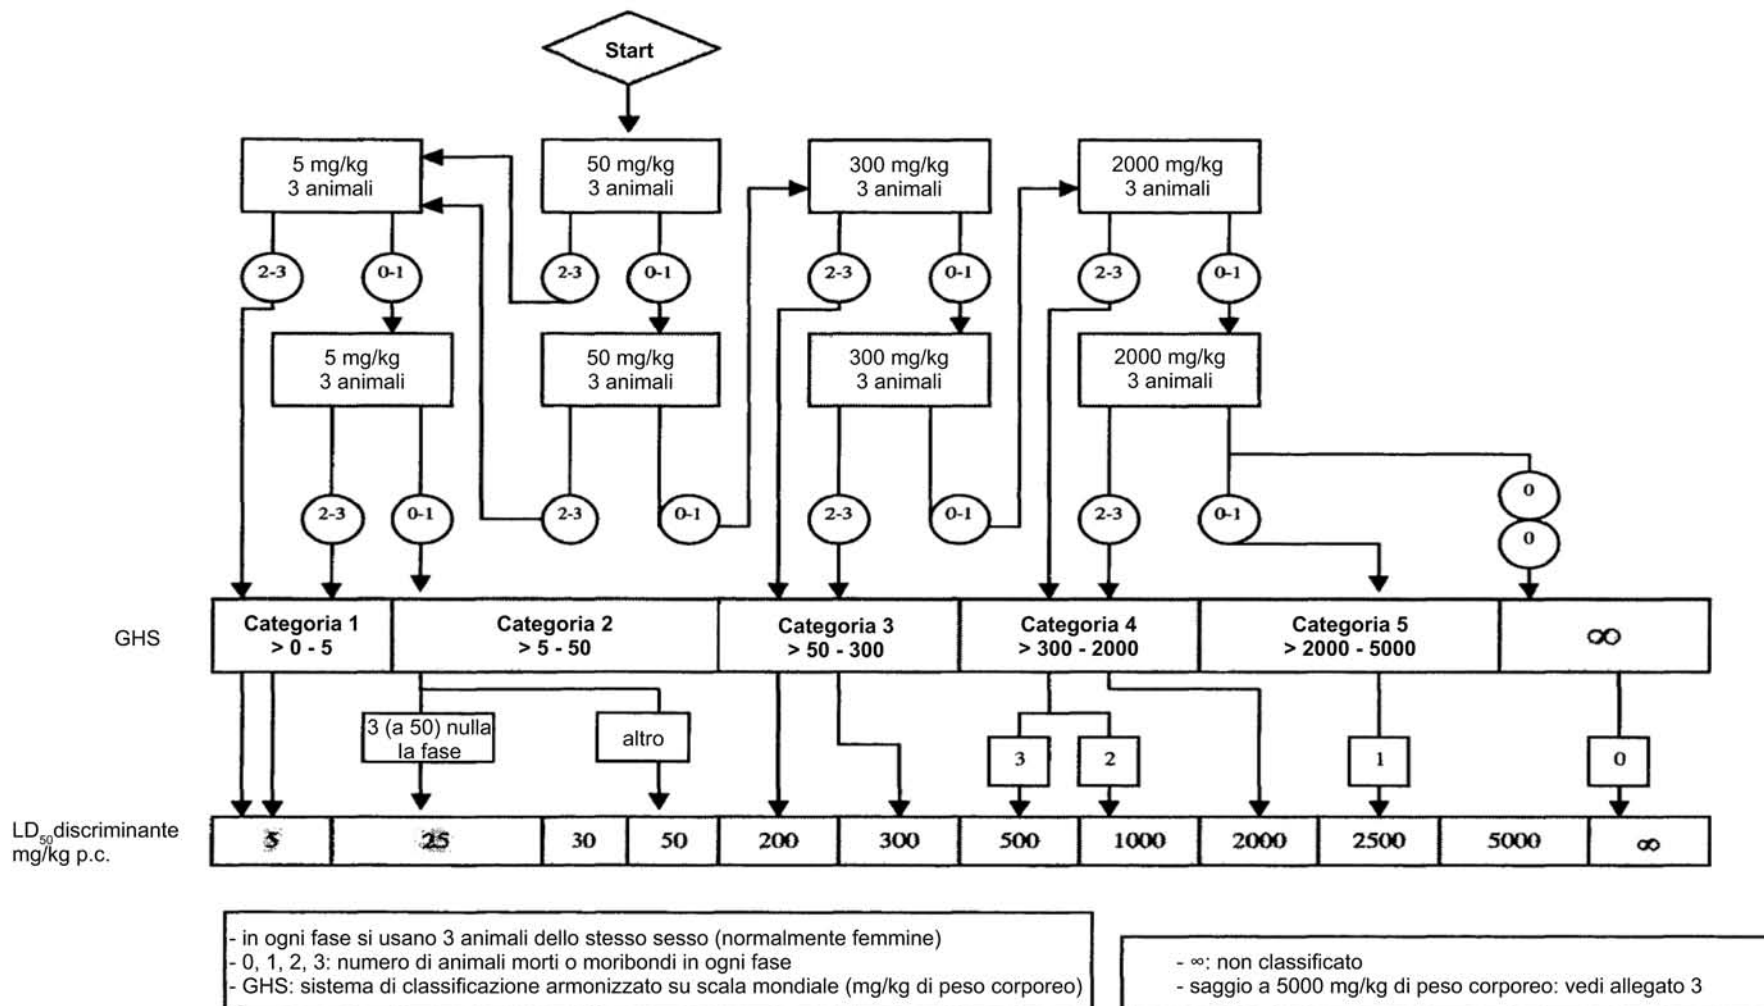 Start
5 mg/kg
3 animali
50 mg/kg
3 animali
300 mg/kg
3 animali
2000 mg/kg
3 animali
2-3
0-1
2-3
0-1
2-3
0-1
2-3
0-1
5 mg/kg
3 animali
50 mg/kg
3 animali
300 mg/kg
3 animali
2000 mg/kg
3 animali
2-3
0-1
2-3
0-1
2-3
0-1
2-3
0-1
0
0
GHS
Categoria 1
> 0 - 5
Categoria 2
> 5 - 50
Categoria 3
> 50 - 300
Categoria 4
> 300 - 2000
Categoria 5
> 2000 - 5000
∞
3 (a 50) nulla
la fase
altro
3
2
1
0
LD50 discriminante
mg/kg p.c.
5
25
30
50
200
300
500
1000
2000
2500
5000
∞
- in ogni fase si usano 3 animali dello stesso sesso (normalmente femmine)
- 0, 1, 2, 3: numero di animali morti o moribondi in ogni fase
- GHS: sistema di classificazione armonizzato su scala mondiale (mg/kg di peso corporeo)
- ∞: non classificato
- saggio a 5000 mg/kg di peso corporeo: vedi allegato 3